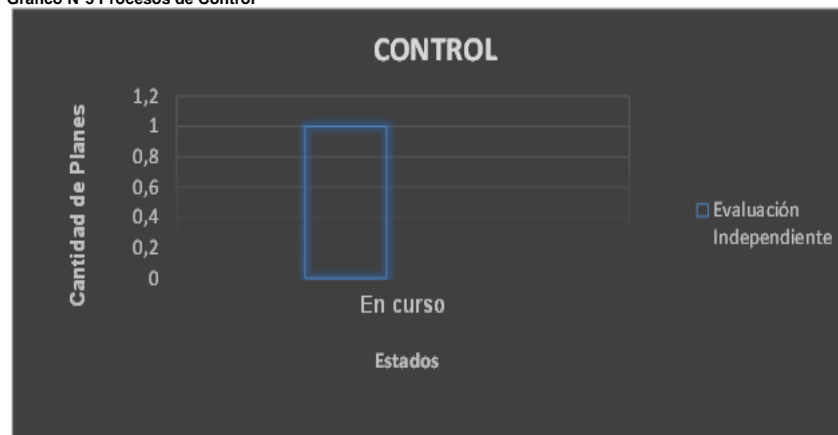 Gráfico N°5 Procesos de Control
CONTROL
Cantidad de Planes
1,2
1
0,8
0,6
0,4
0,2
0
En curso
Estados
Evaluación
Independiente